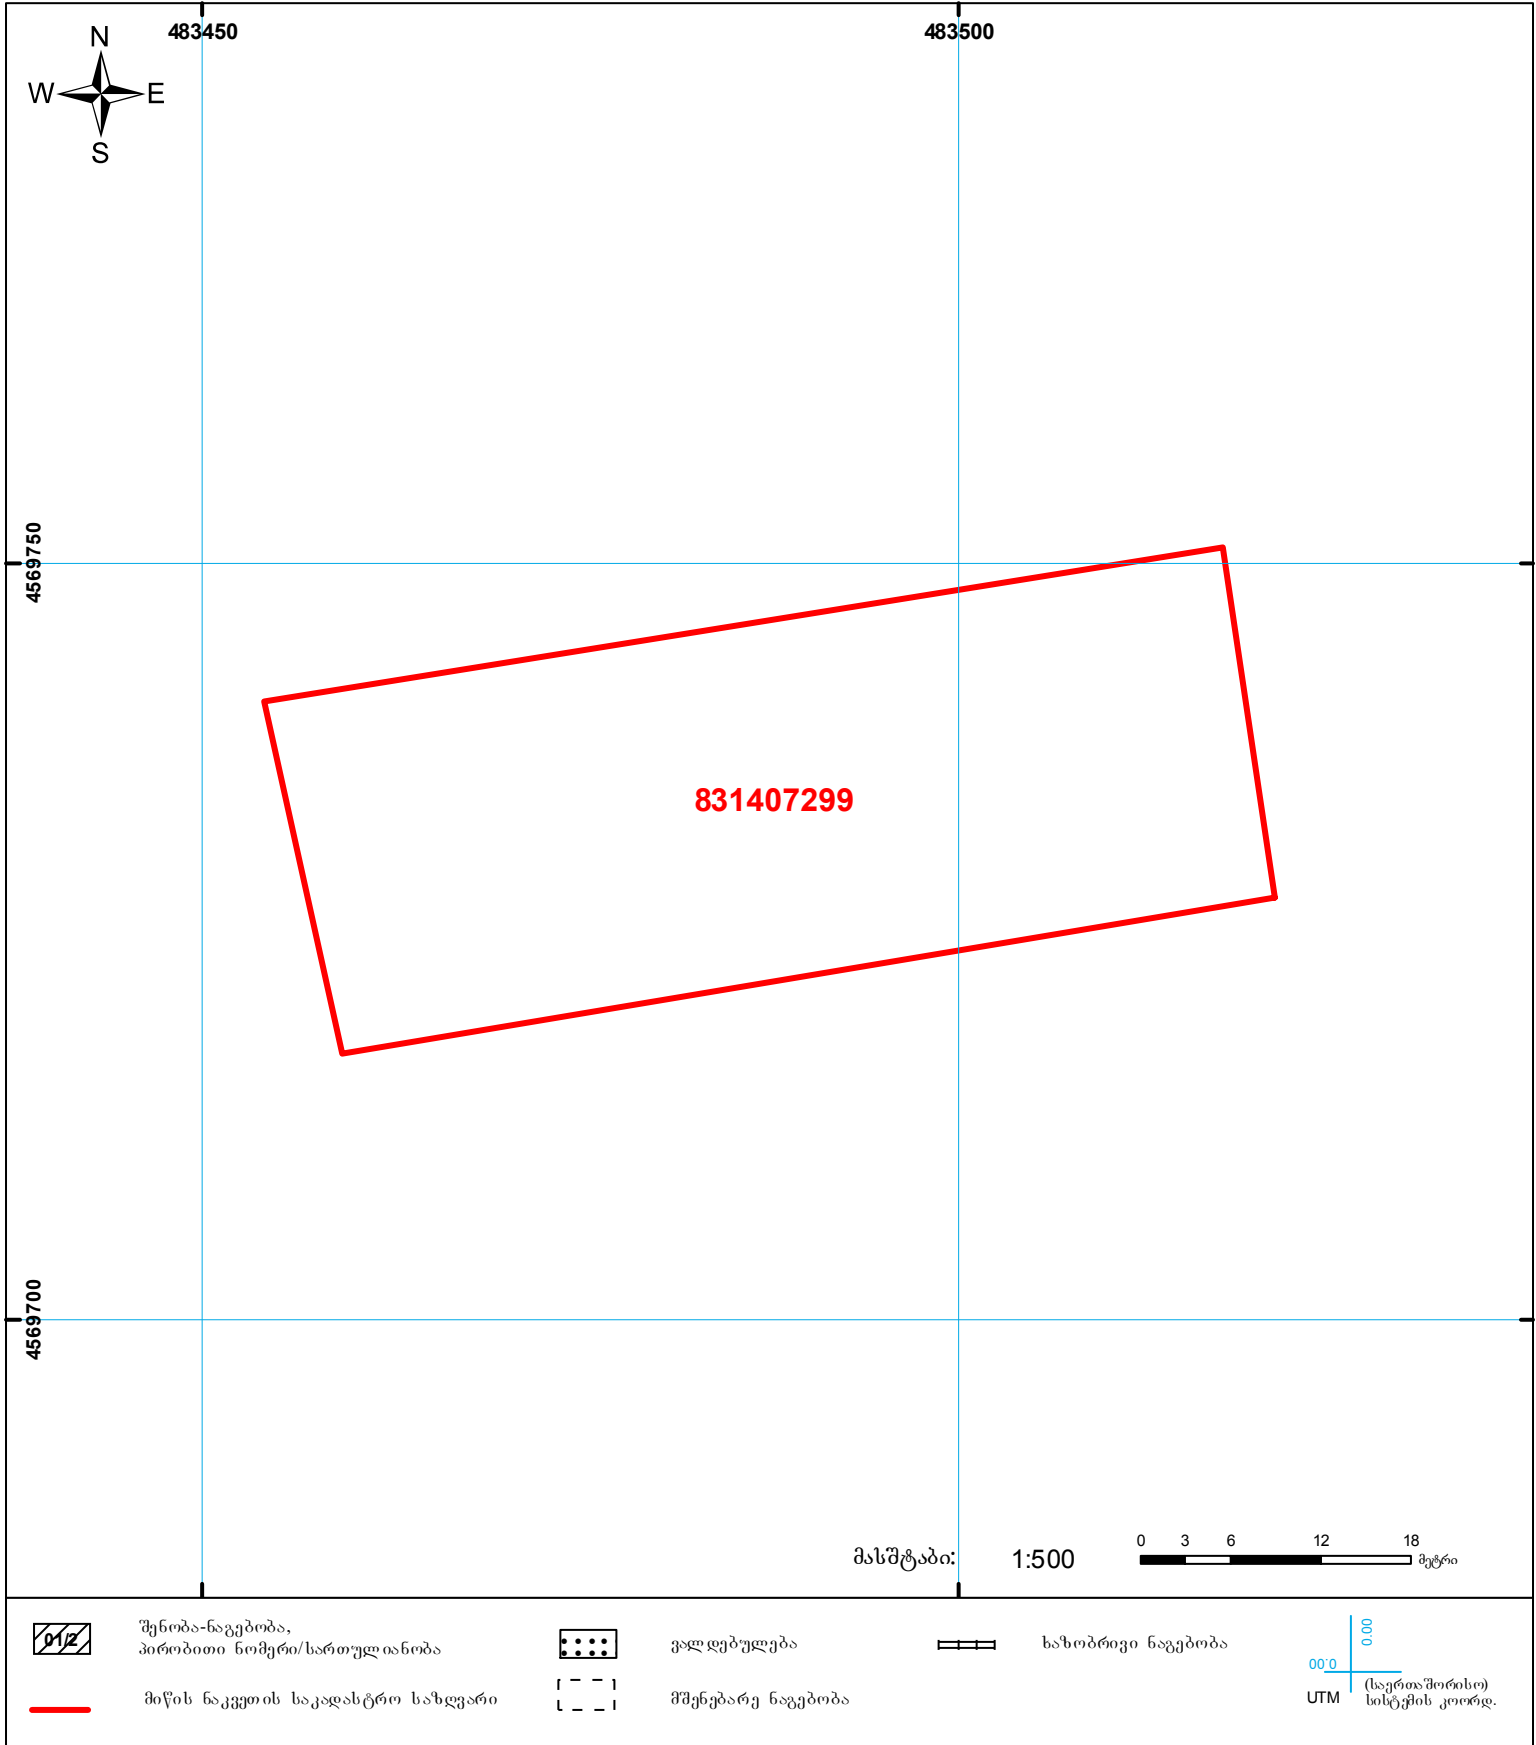 483450
483500
N
W
E
S
4569750
831407299
4569700
მასშტაბი:
1:500
0 3 6 12 18
მეტრი
01/2
შენობა-ნაგებობა,
პირობითი ნომერი/სართულიანობა
ვალდებულება
ხაზობრივი ნაგებობა
მიწის ნაკვეთის საკადასტრო საზღვარი
მშენებარე ნაგებობა
0.00
00.0
UTM
(საერთაშორისო)
სისტემის კოორდ.